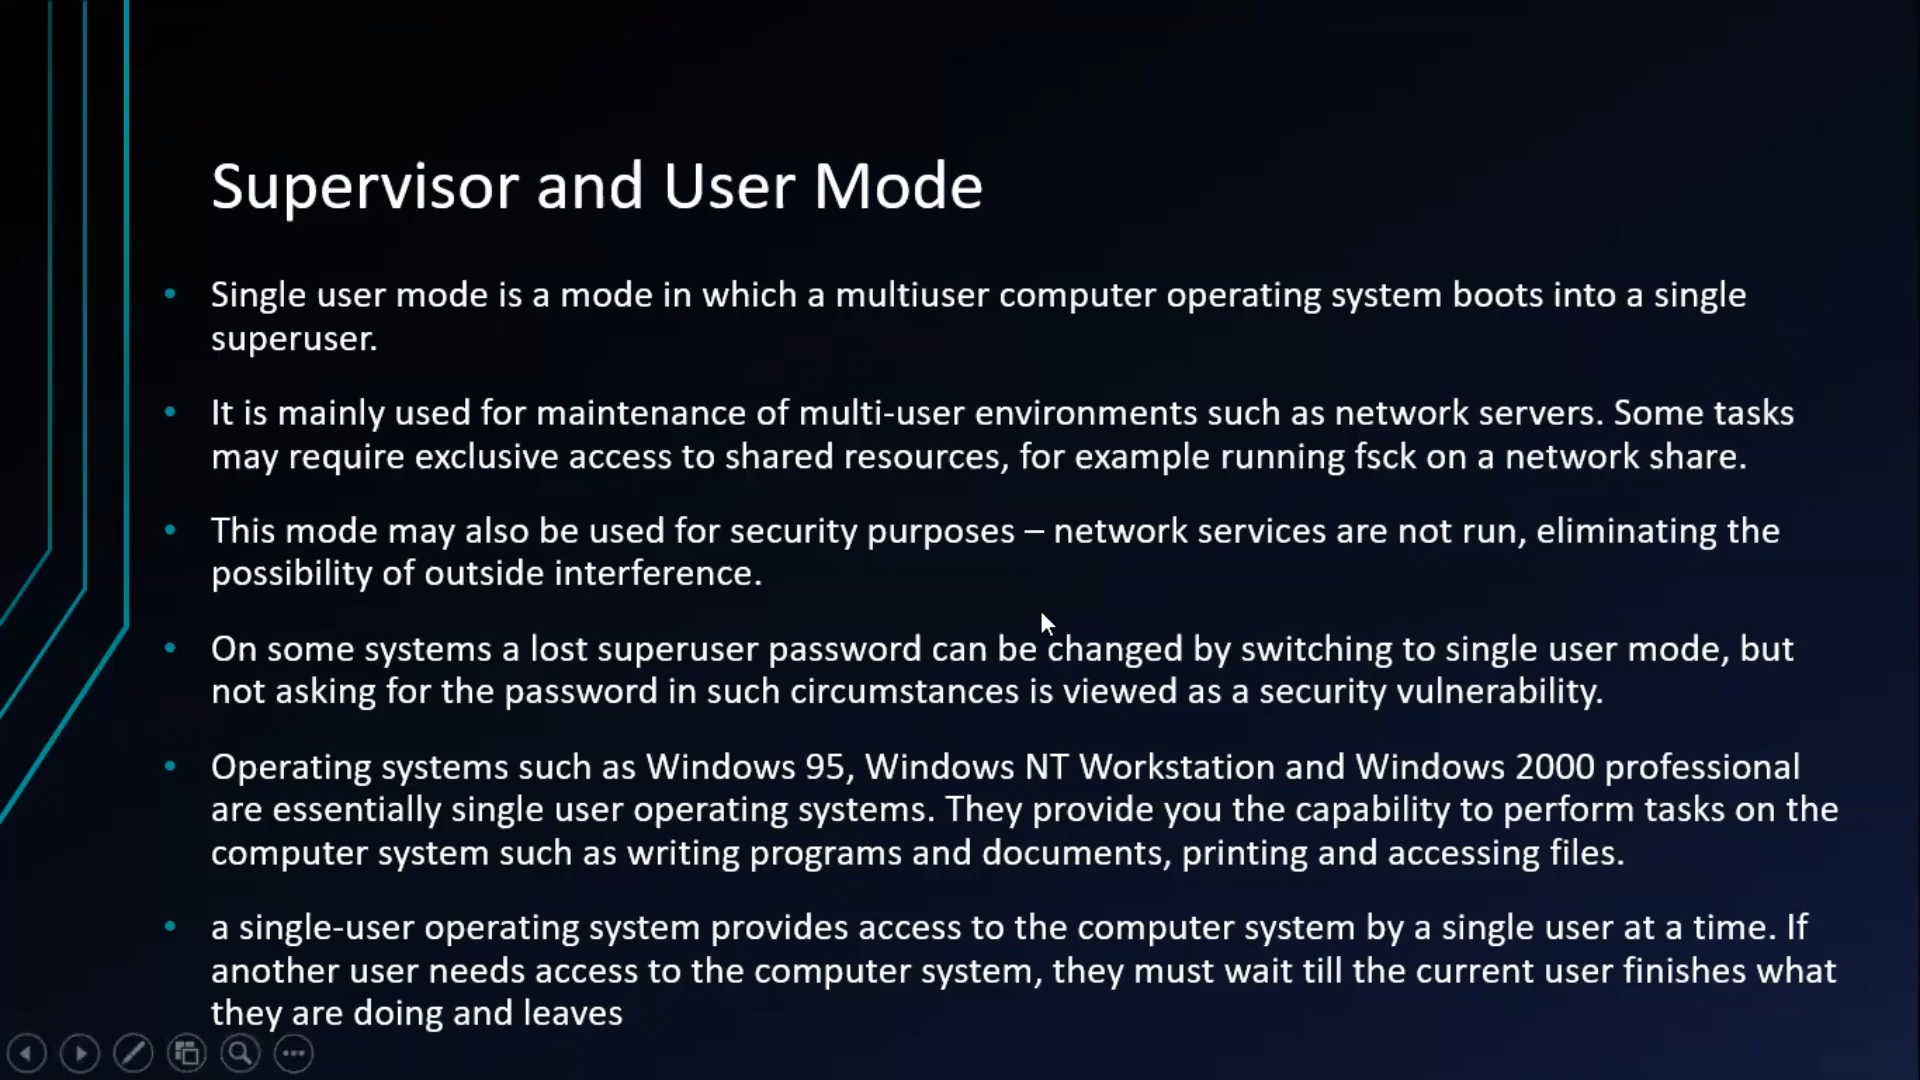 Supervisor and User Mode
• Single user mode is a mode in which a multiuser computer operating system boots into a single
superuser.
• It is mainly used for maintenance of multi-user environments such as network servers. Some tasks
may require exclusive access to shared resources, for example running fsck on a network share.
• This mode may also be used for security purposes – network services are not run, eliminating the
possibility of outside interference.
• On some systems a lost superuser password can be changed by switching to single user mode, but
not asking for the password in such circumstances is viewed as a security vulnerability.
• Operating systems such as Windows 95, Windows NT Workstation and Windows 2000 professional
are essentially single user operating systems. They provide you the capability to perform tasks on the
computer system such as writing programs and documents, printing and accessing files.
• a single-user operating system provides access to the computer system by a single user at a time. If
another user needs access to the computer system, they must wait till the current user finishes what
they are doing and leaves